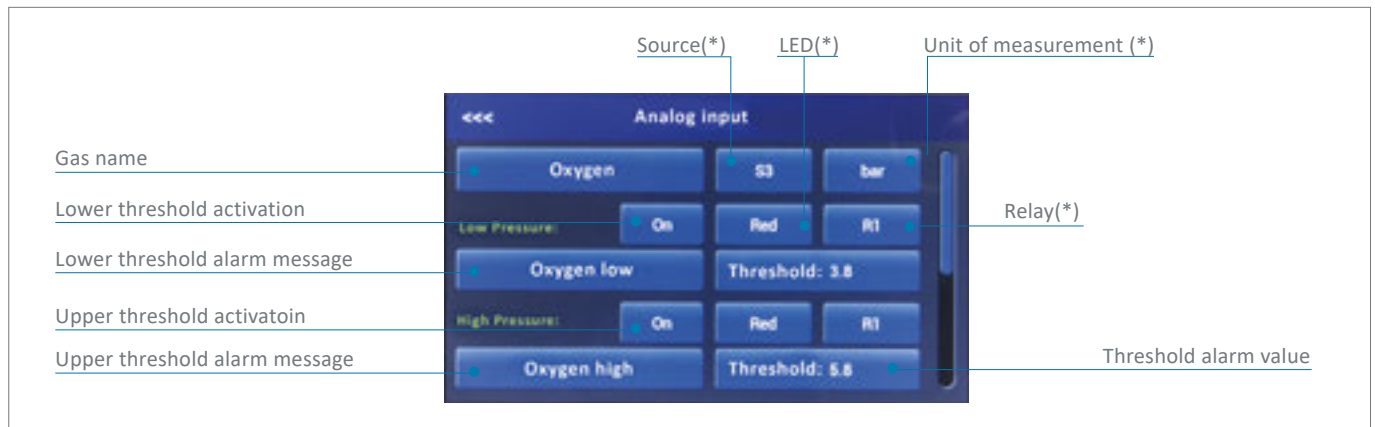 Source(*) LED(*) Unit of measurement (*)
<<< Analog input
Gas name
Oxygen S3 bar
Lower threshold activation
Relay(*)
Low Pressure: On Red R1
Lower threshold alarm message
Oxygen low Threshold: 3.8
Upper threshold activatoin
High Pressure: On Red R1
Upper threshold alarm message
Threshold alarm value
Oxygen high Threshold: 5.8